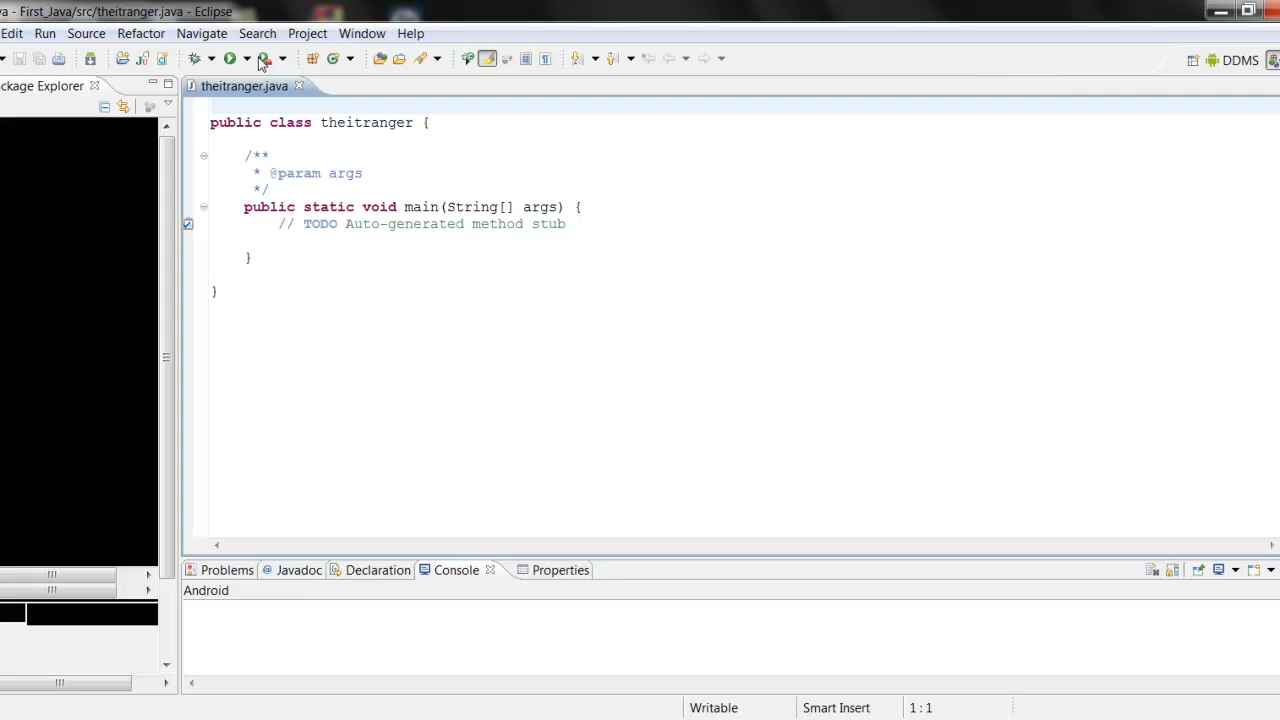 va - First_Java/src/theitranger.java - Eclipse
Edit Run Source Refactor Navigate Search Project Window Help
DDMS
ackage Explorer
theitranger.java
public class theitranger {
/**
* @param args
*/
public static void main(String[] args) {
// TODO Auto-generated method stub
}
}
Problems @ Javadoc Declaration Console Properties
Android
Writable Smart Insert 1 : 1